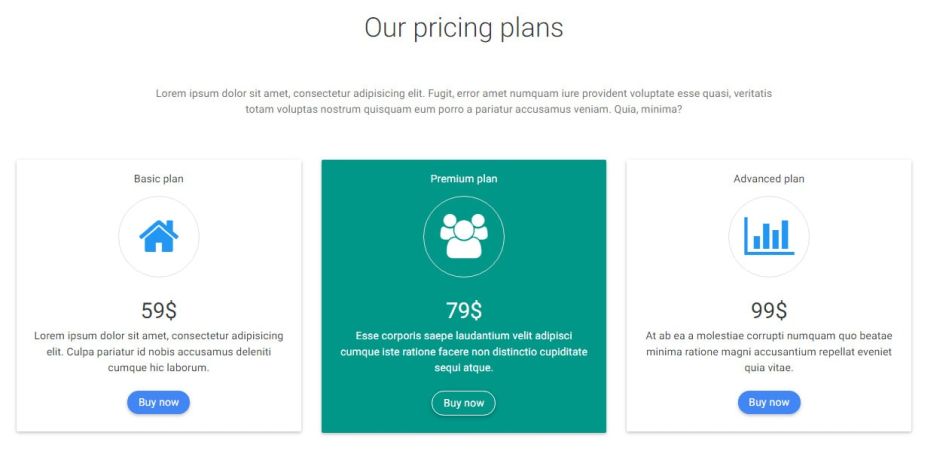 Our pricing plans
Lorem ipsum dolor sit amet, consectetur adipisicing elit. Fugit, error amet numquam iure provident voluptate esse quasi, veritatis
totam voluptas nostrum quisquam eum porro a pariatur accusamus veniam. Quia, minima?
Basic plan
59$
Lorem ipsum dolor sit amet, consectetur adipisicing
elit. Culpa pariatur id nobis accusamus deleniti
cumque hic laborum.
Buy now
Premium plan
79$
Esse corporis saepe laudantium velit adipisci
cumque iste ratione facere non distinctio cupiditate
sequi atque.
Buy now
Advanced plan
99$
At ab ea a molestiae corrupti numquam quo beatae
minima ratione magni accusantium repellat eveniet
quia vitae.
Buy now